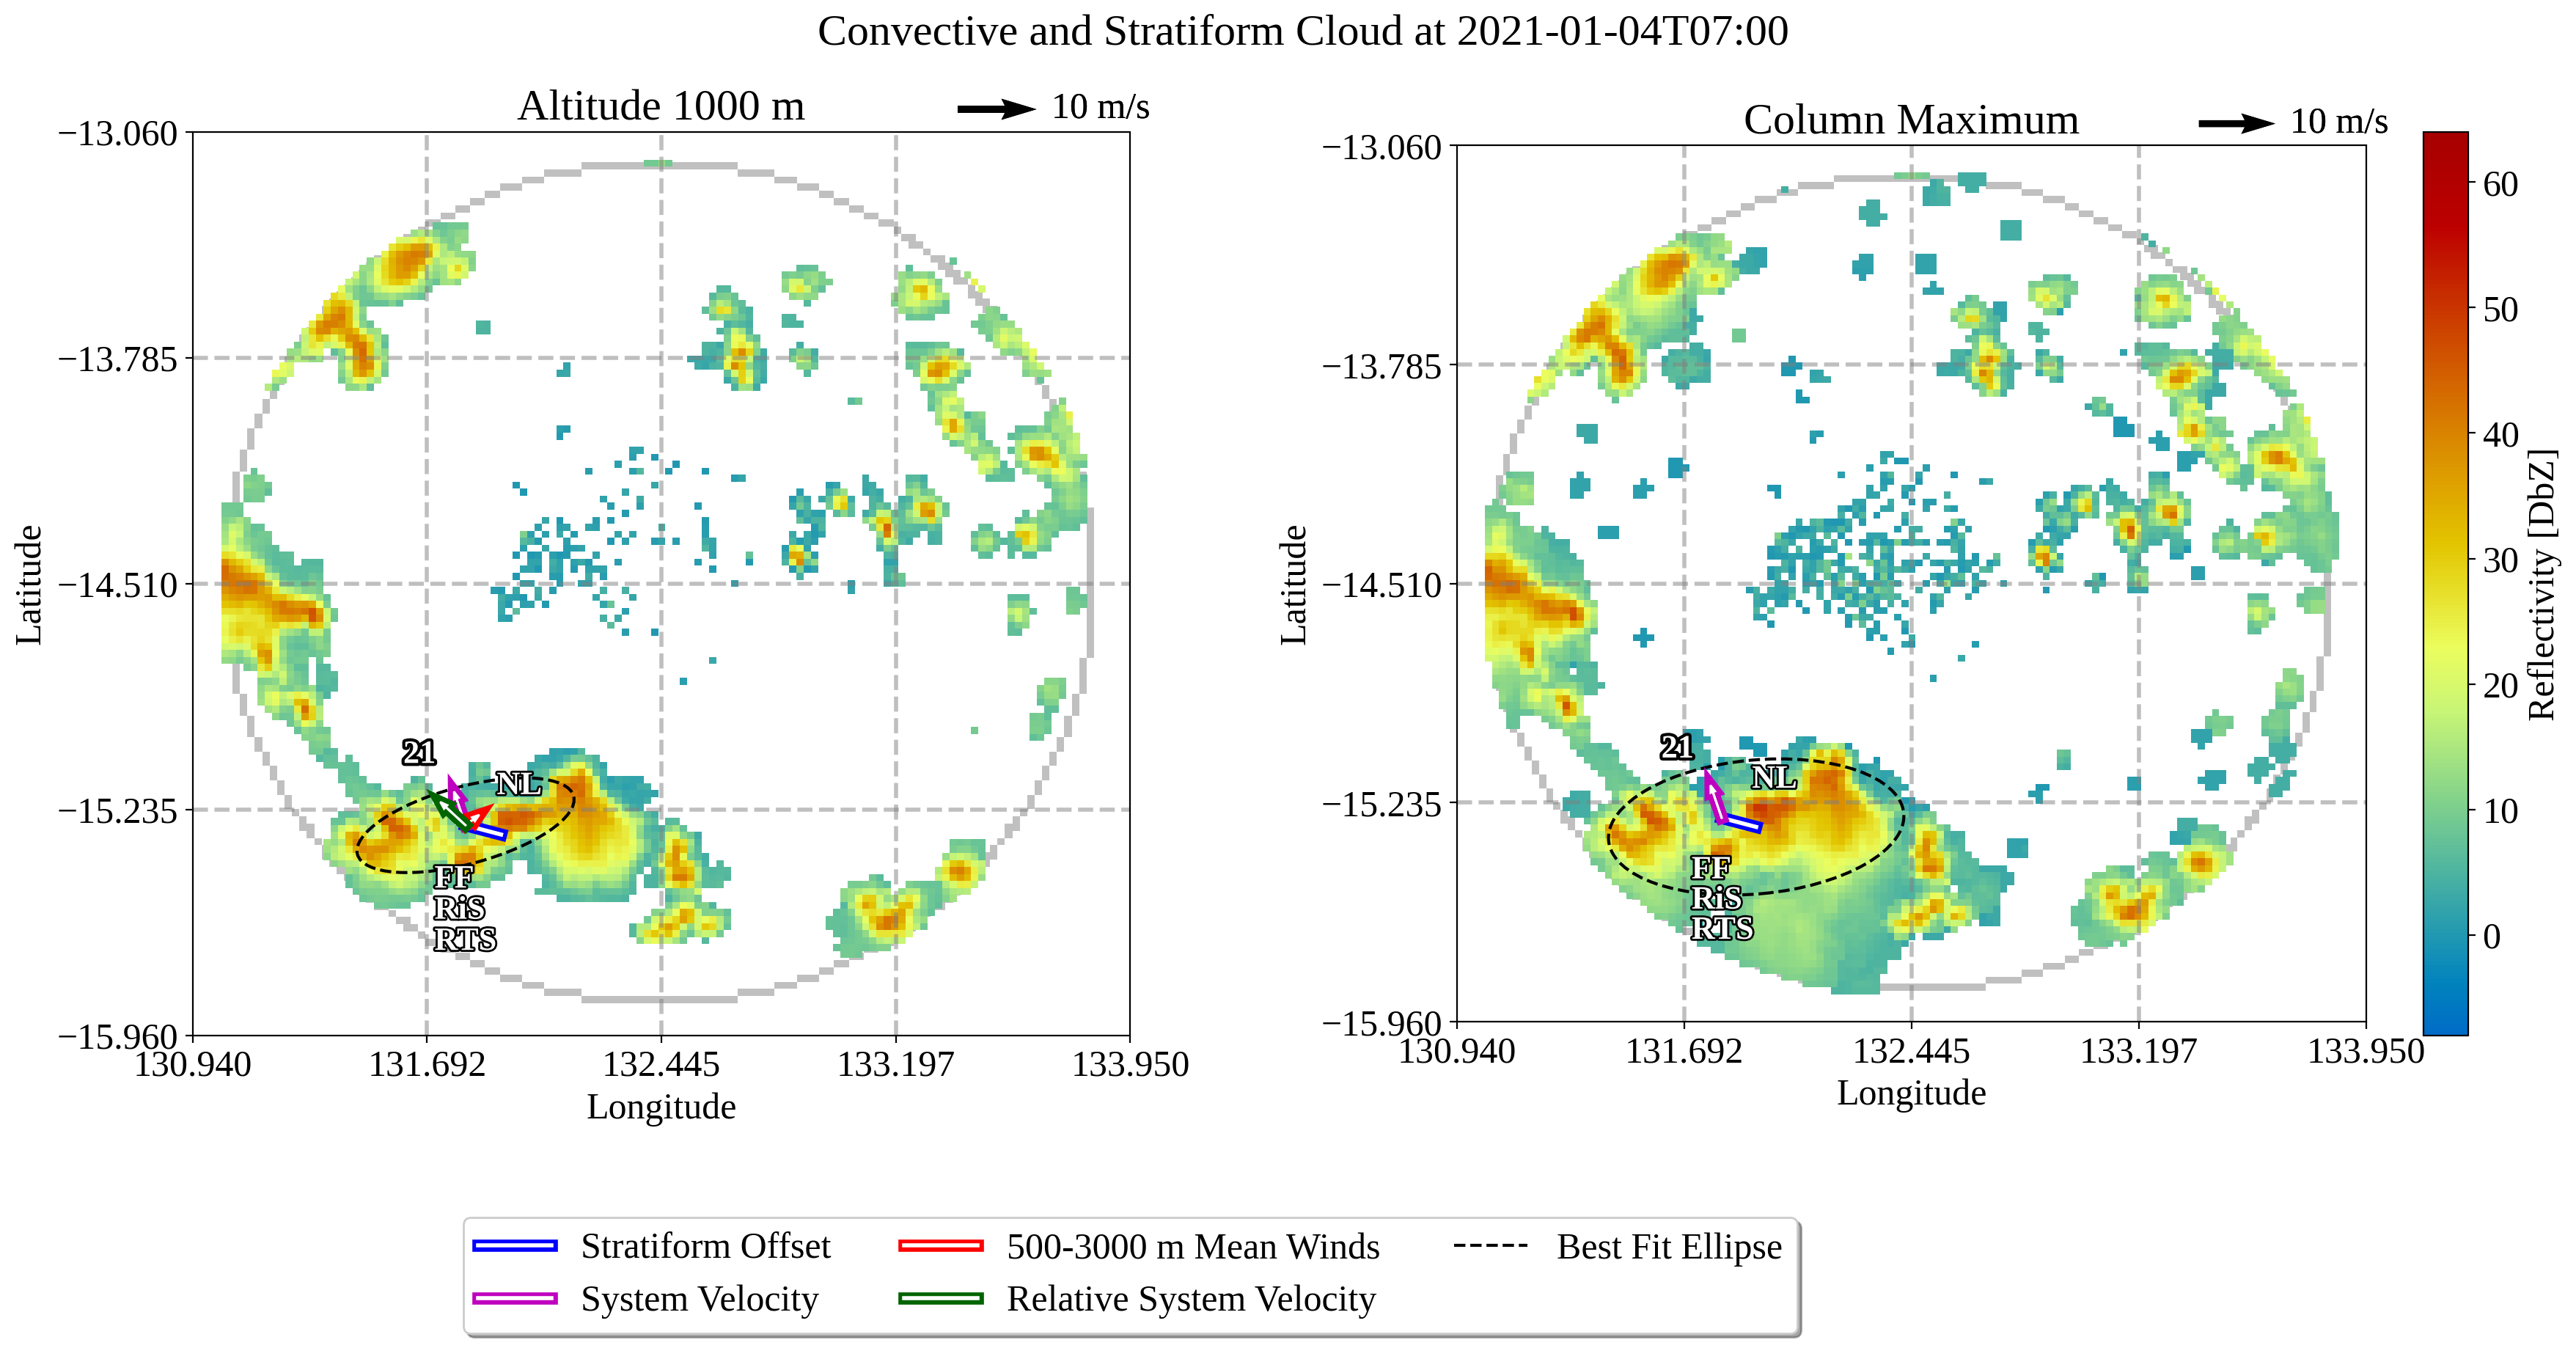 Convective and Stratiform Cloud at 2021-01-04T07:00
Altitude 1000 m
10 m/s
−13.060
−13.785
−14.510
−15.235
−15.960
Latitude
130.940
131.692
132.445
133.197
133.950
Longitude
21
NL
FF
RiS
RTS
Column Maximum
10 m/s
−13.060
−13.785
−14.510
−15.235
−15.960
Latitude
130.940
131.692
132.445
133.197
133.950
Longitude
21
NL
FF
RiS
RTS
60
50
40
30
20
10
0
Reflectivity [DbZ]
Stratiform Offset
System Velocity
500-3000 m Mean Winds
Relative System Velocity
Best Fit Ellipse